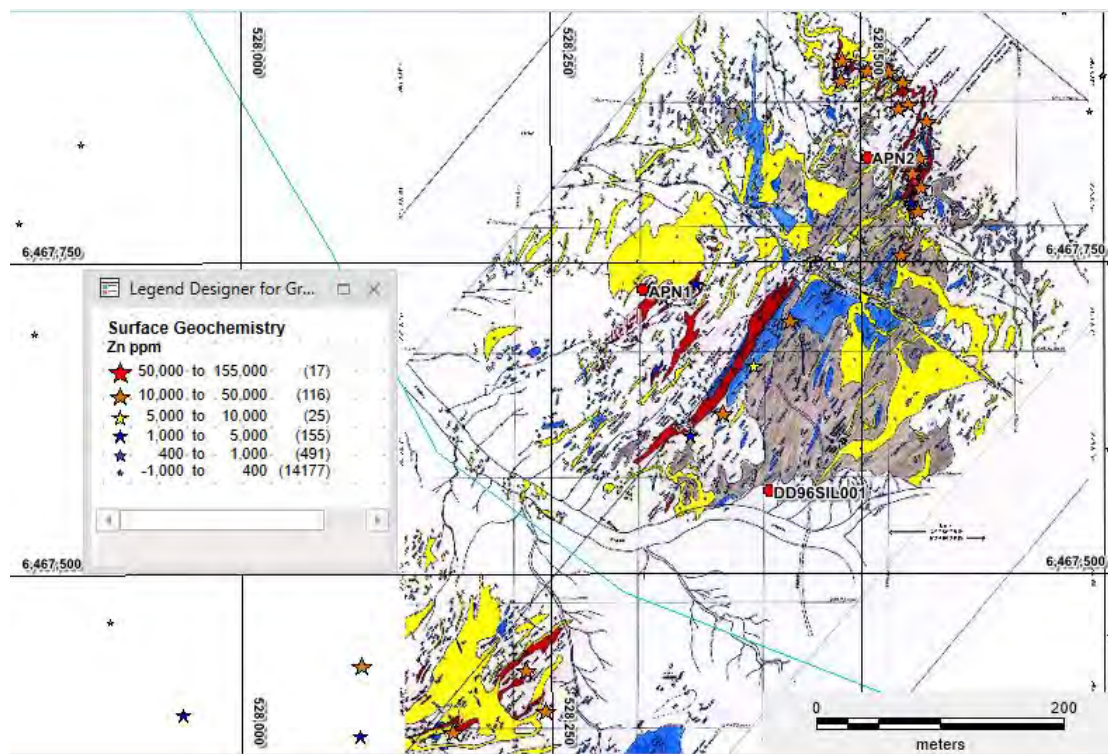 528,000
528,250
528,500
APN2
6,467,750
6,467,750
Legend Designer for Gr...
APN1
Surface Geochemistry
Zn ppm
50,000 to 155,000 (17)
10,000 to 50,000 (116)
5,000 to 10,000 (25)
1,000 to 5,000 (155)
400 to 1,000 (491)
-1,000 to 400 (14177)
DD96SIL001
6,467,500
6,467,500
528,000
528,250
0 200
meters